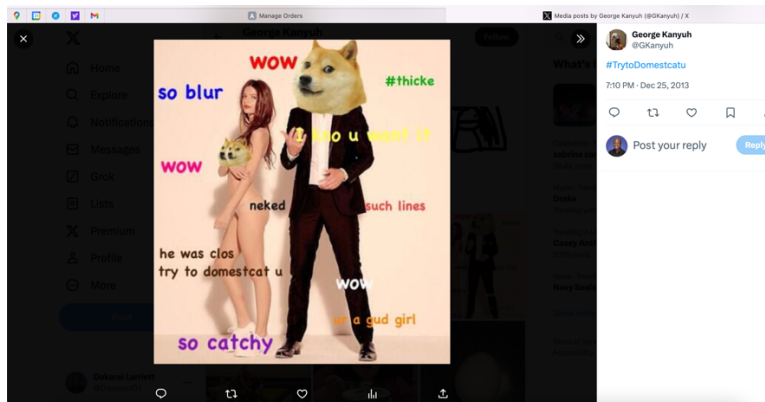 Manage Orders
Media posts by George Kanyuh (@GKanyuh) / X
George Kanyuh
Follow
What's
Home
Explore
Notifications
Messages
Grok
Lists
Premium
Profile
More
wow
so blur
#thicke
I kno u want it
wow
neked
such lines
he was clos
try to domestcat u
wow
ur a gud girl
so catchy
Drake
George Kanyuh
@GKanyuh
#TrytoDomestcatu
7:10 PM · Dec 25, 2013
Post your reply
Reply